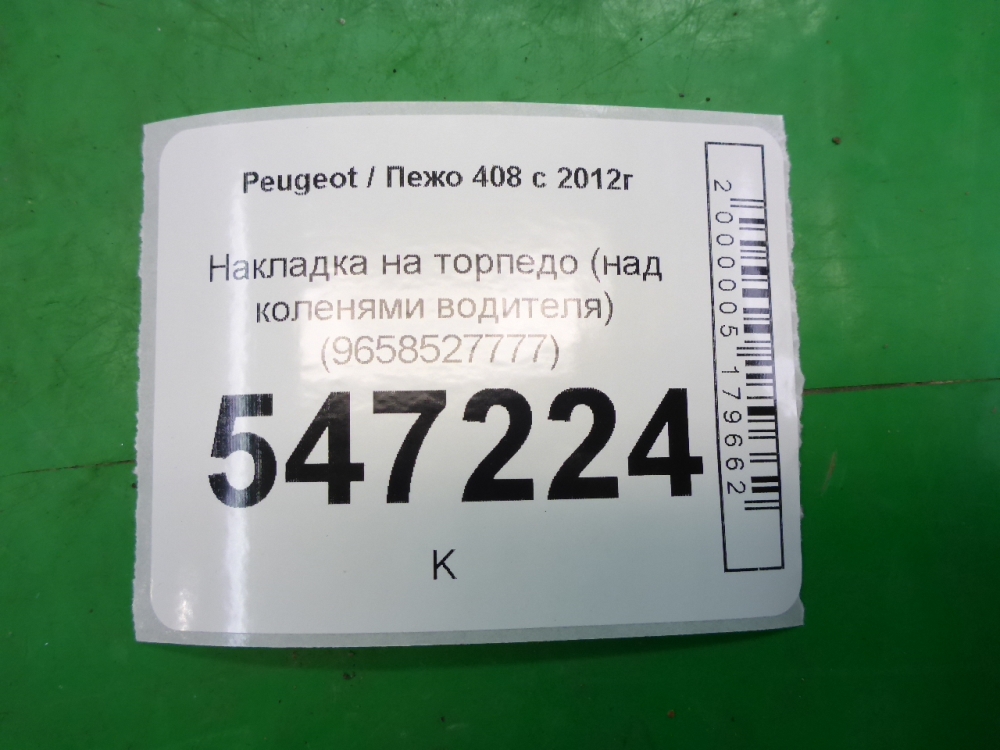 Peugeot / Пежо 408 с 2012г
Накладка на торпедо (над
коленями водителя)
(9658527777)
547224
К
2000005179662